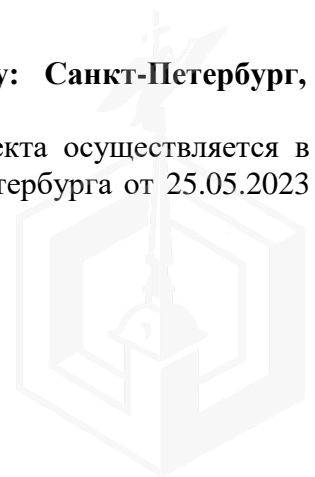 у: Санкт-Петербург,
екта осуществляется в
тербурга от 25.05.2023